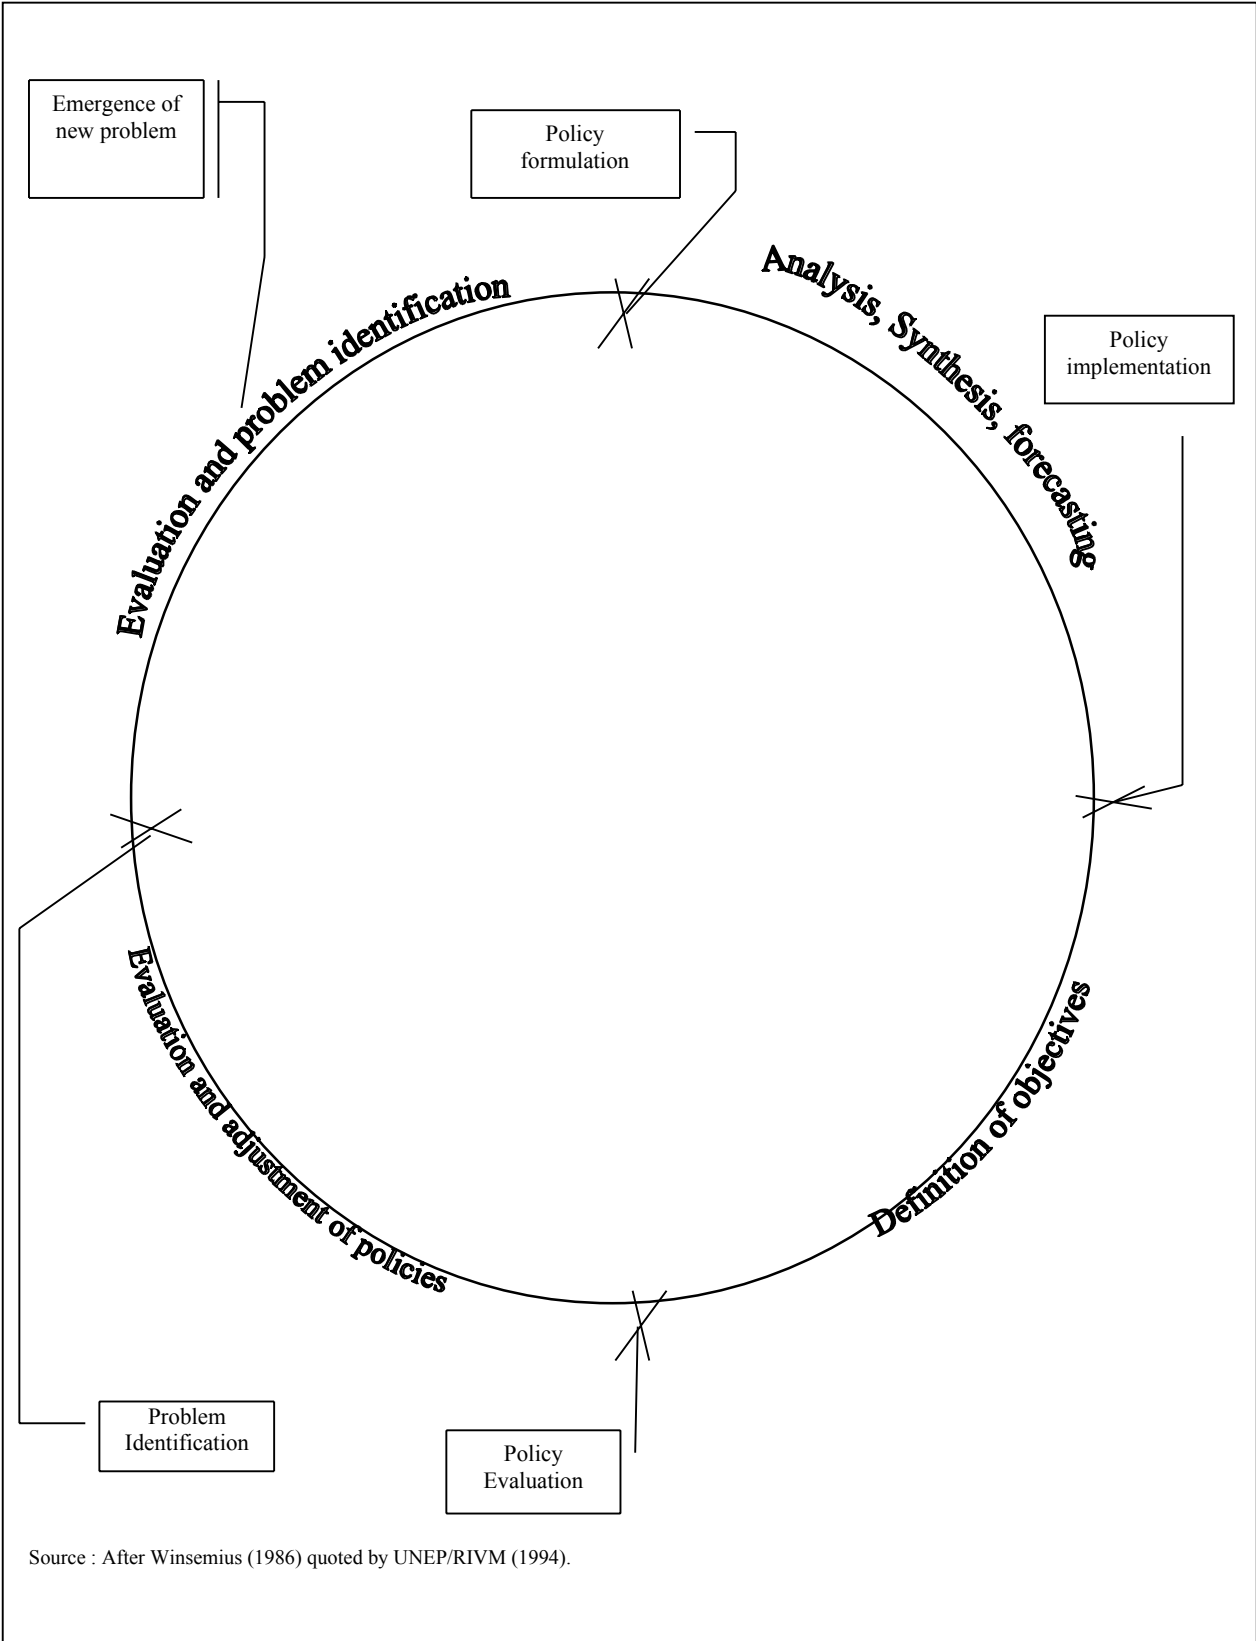 Emergence of
new problem
Policy
formulation
Analysis, Synthesis, forecasting
Evaluation and problem identification
Policy
implementation
Evaluation and adjustment of policies
Definition of objectives
Problem
Identification
Policy
Evaluation
Source : After Winsemius (1986) quoted by UNEP/RIVM (1994).